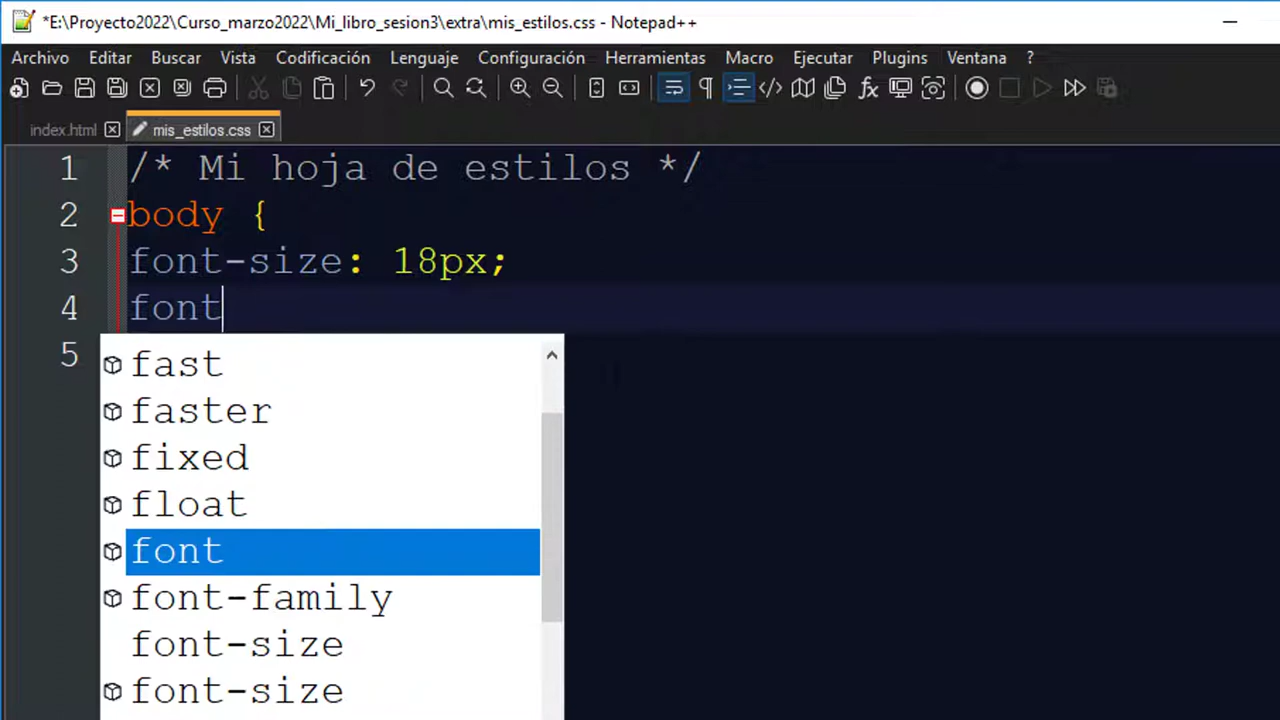 *E:\Proyecto2022\Curso_marzo2022\Mi_libro_sesion3\extra\mis_estilos.css - Notepad++
Archivo Editar Buscar Vista Codificación Lenguaje Configuración Herramientas Macro Ejecutar Plugins Ventana ?
index.html mis_estilos.css
1 /* Mi hoja de estilos */
2 body {
3 font-size: 18px;
4 font
5
fast
faster
fixed
float
font
font-family
font-size
font-size